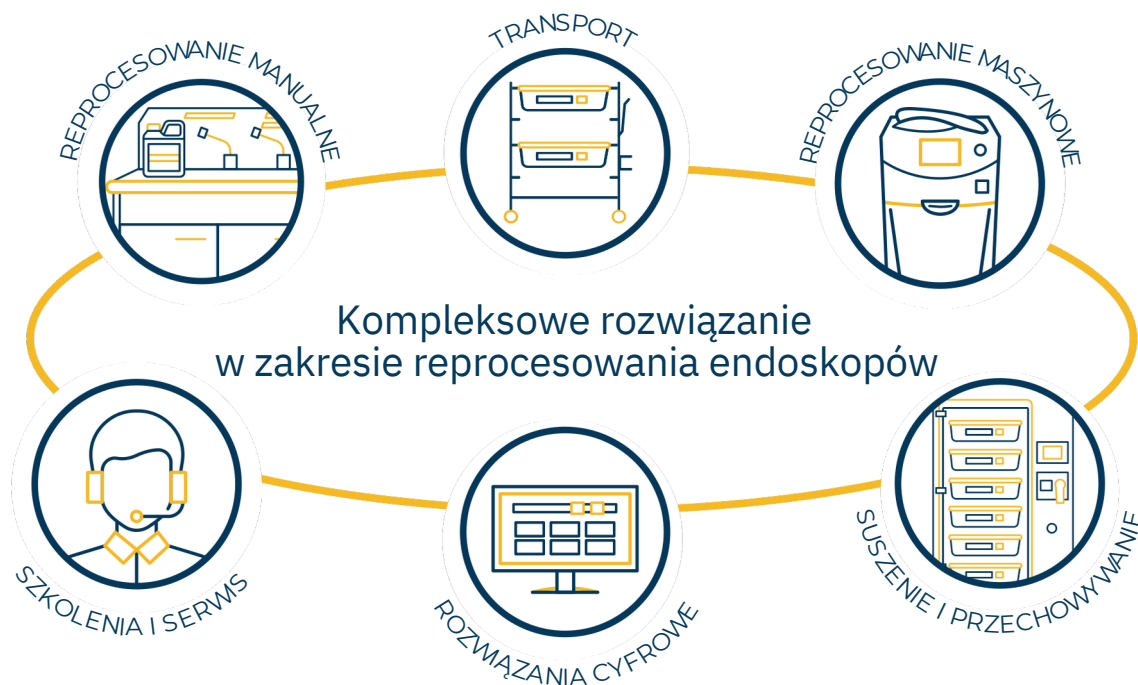 REPROCESOWANIE MANUALNE
TRANSPORT
REPROCESOWANIE MASZYNOWE
Kompleksowe rozwiązanie
w zakresie reprocesowania endoskopów
SZKOLENIA I SERWIS
ROZWIĄZANIA CYFROWE
SUSZENIE I PRZECHOWYWANIE